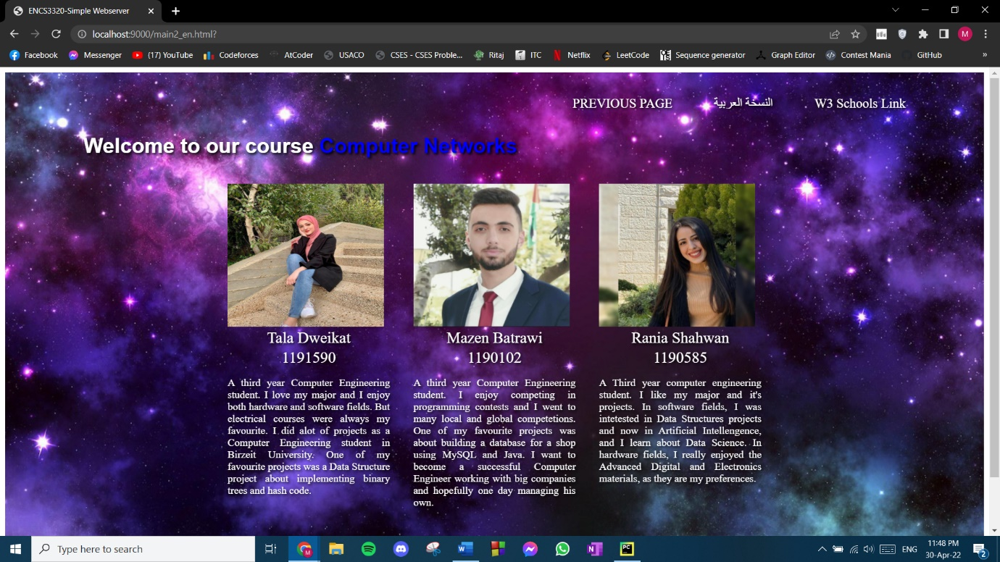 ENCS3320-Simple Webserver
localhost:9000/main2_en.html?
M
Facebook
Messenger
(17) YouTube
Codeforces
AtCoder
USACO
CSES - CSES Proble...
Ritaj
ITC
Netflix
LeetCode
Sequence generator
Graph Editor
Contest Mania
GitHub
»
PREVIOUS PAGE
النسخة العربية
W3 Schools Link
Welcome to our course Computer Networks
Tala Dweikat
1191590
A third year Computer Engineering
student. I love my major and I enjoy
both hardware and software fields. But
electrical courses were always my
favourite. I did alot of projects as a
Computer Engineering student in
Birzeit University. One of my
favourite projects was a Data Structure
project about implementing binary
trees and hash code.
Mazen Batrawi
1190102
A third year Computer Engineering
student. I enjoy competing in
programming contests and I went to
many local and global competetions.
One of my favourite projects was
about building a database for a shop
using MySQL and Java. I want to
become a successful Computer
Engineer working with big companies
and hopefully one day managing his
own.
Rania Shahwan
1190585
A Third year computer engineering
student. I like my major and it's
projects. In software fields, I was
intetested in Data Structures projects
and now in Artificial Intellengence,
and I learn about Data Science. In
hardware fields, I really enjoyed the
Advanced Digital and Electronics
materials, as they are my preferences.
Type here to search
ENG
11:48 PM
30-Apr-22
2